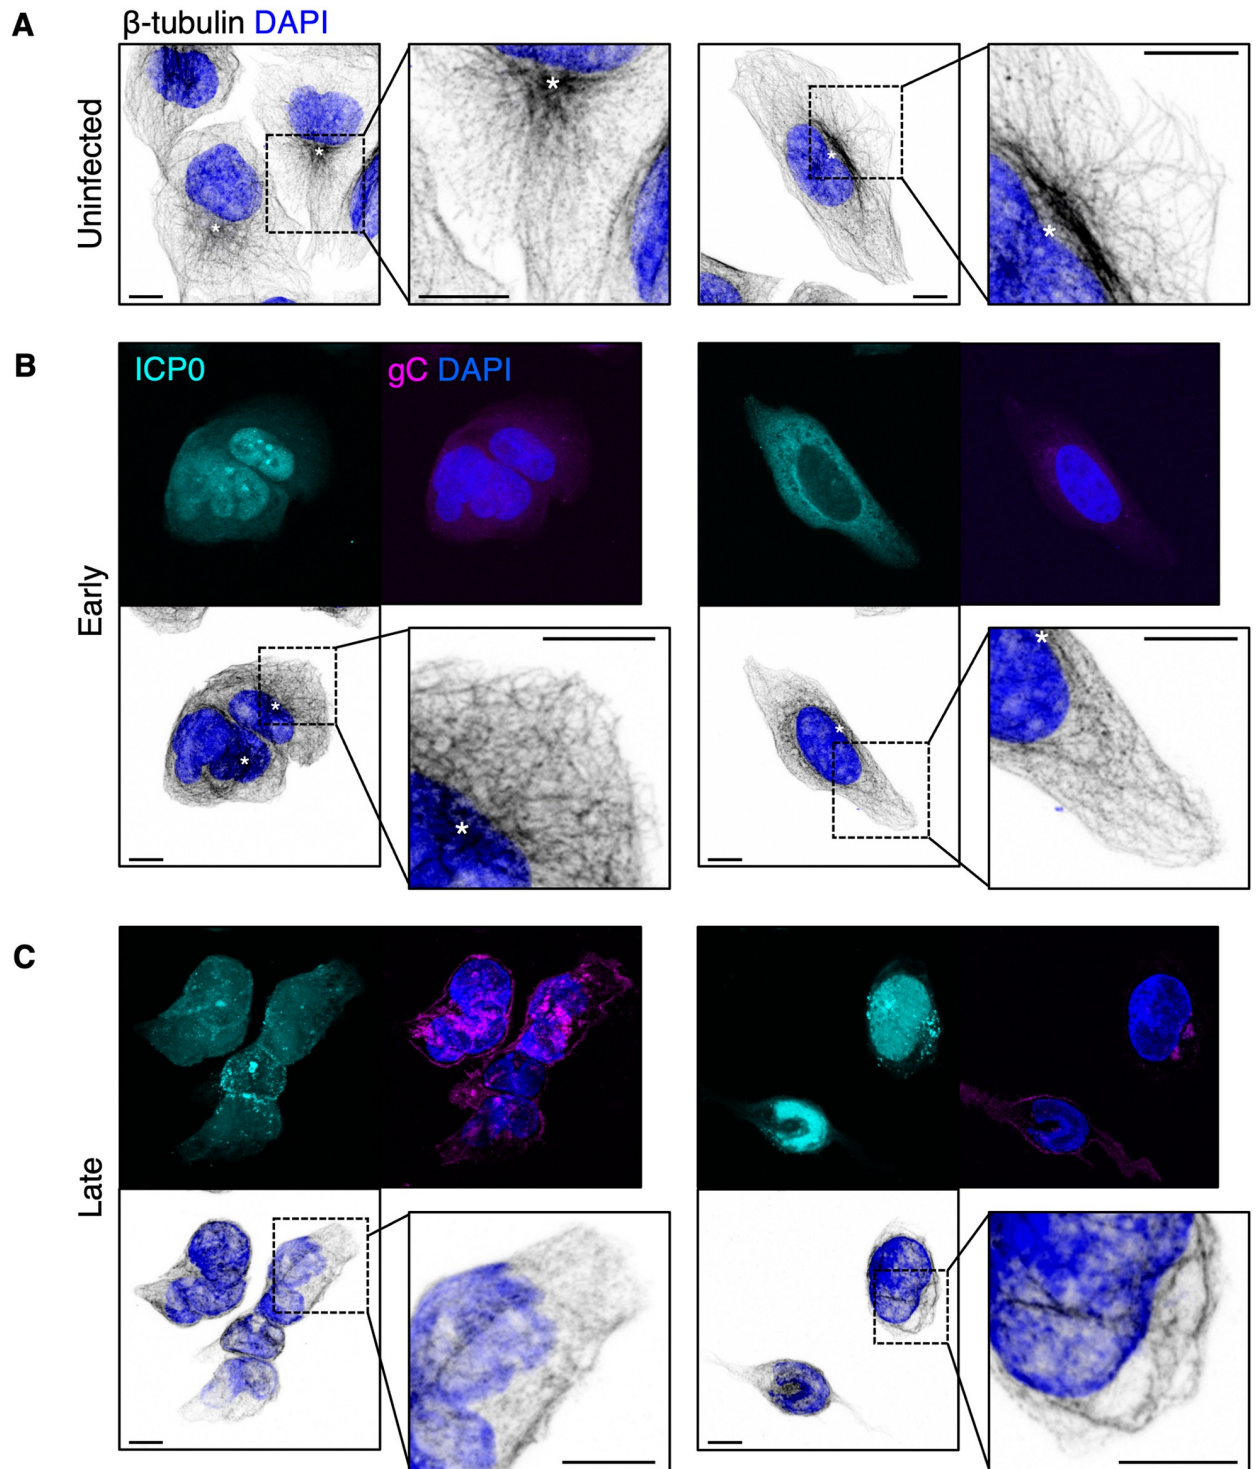 A
β-tubulin DAPI
Uninfected
B
ICP0
gC DAPI
Early
C
Late